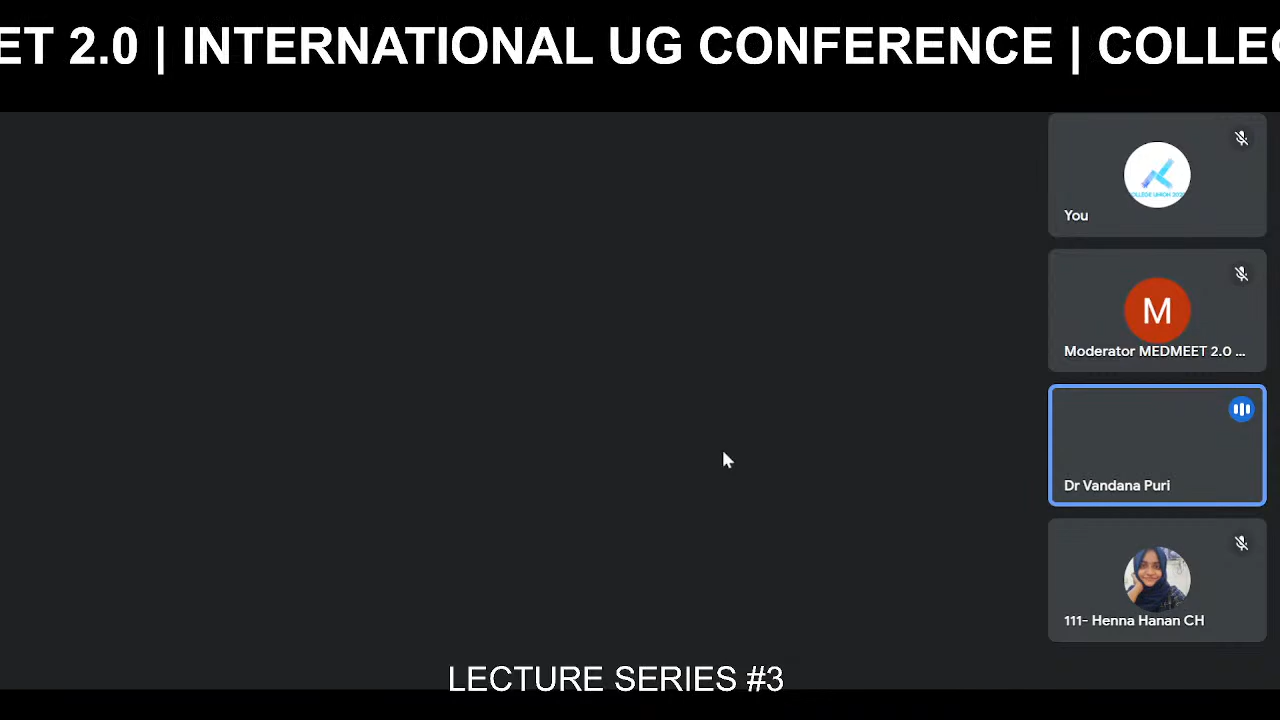 ET 2.0 | INTERNATIONAL UG CONFERENCE | COLLEG
You
M
Moderator MEDMEET 2.0 ...
Dr Vandana Puri
111- Henna Hanan CH
LECTURE SERIES #3